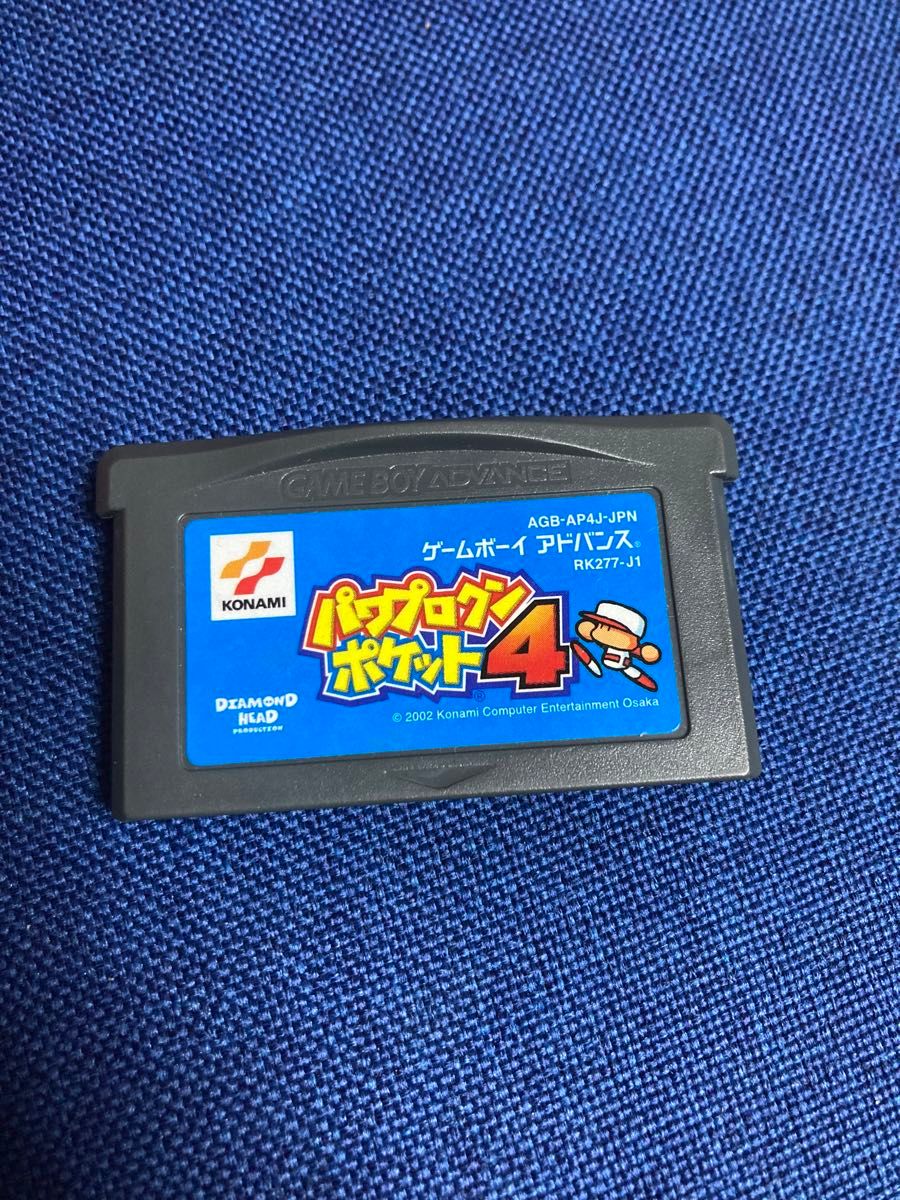 GAME BOY ADVANCE
AGB-AP4J-JPN
ゲームボーイ アドバンス®
RK277-J1
KONAMI
パワプロクン
ポケット4
®
DIAMOND
HEAD
PRODUCTION
© 2002 Konami Computer Entertainment Osaka